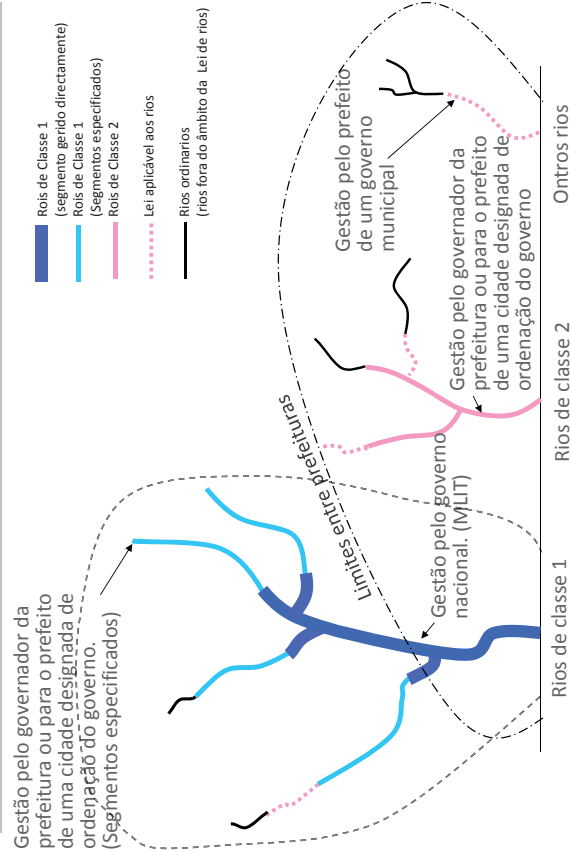 Gestão pelo governador da
prefeitura ou para o prefeito
de uma cidade designada de
ordenação do governo.
(Segmentos especificados)
Rois de Classe 1
(segmento gerido directamente)
Rois de Classe 1
(Segmentos especificados)
Rois de Classe 2
Lei aplicável aos rios
Rios ordinarios
(rios fora do âmbito da Lei de rios)
Limites entre prefeituras
Gestão pelo governo
nacional. (MLIT)
Gestão pelo prefeito
de um governo
municipal
Gestão pelo governador da
prefeitura ou para o prefeito
de uma cidade designada de
ordenação do governo
Rios de classe 1
Rios de classe 2
Ontros rios